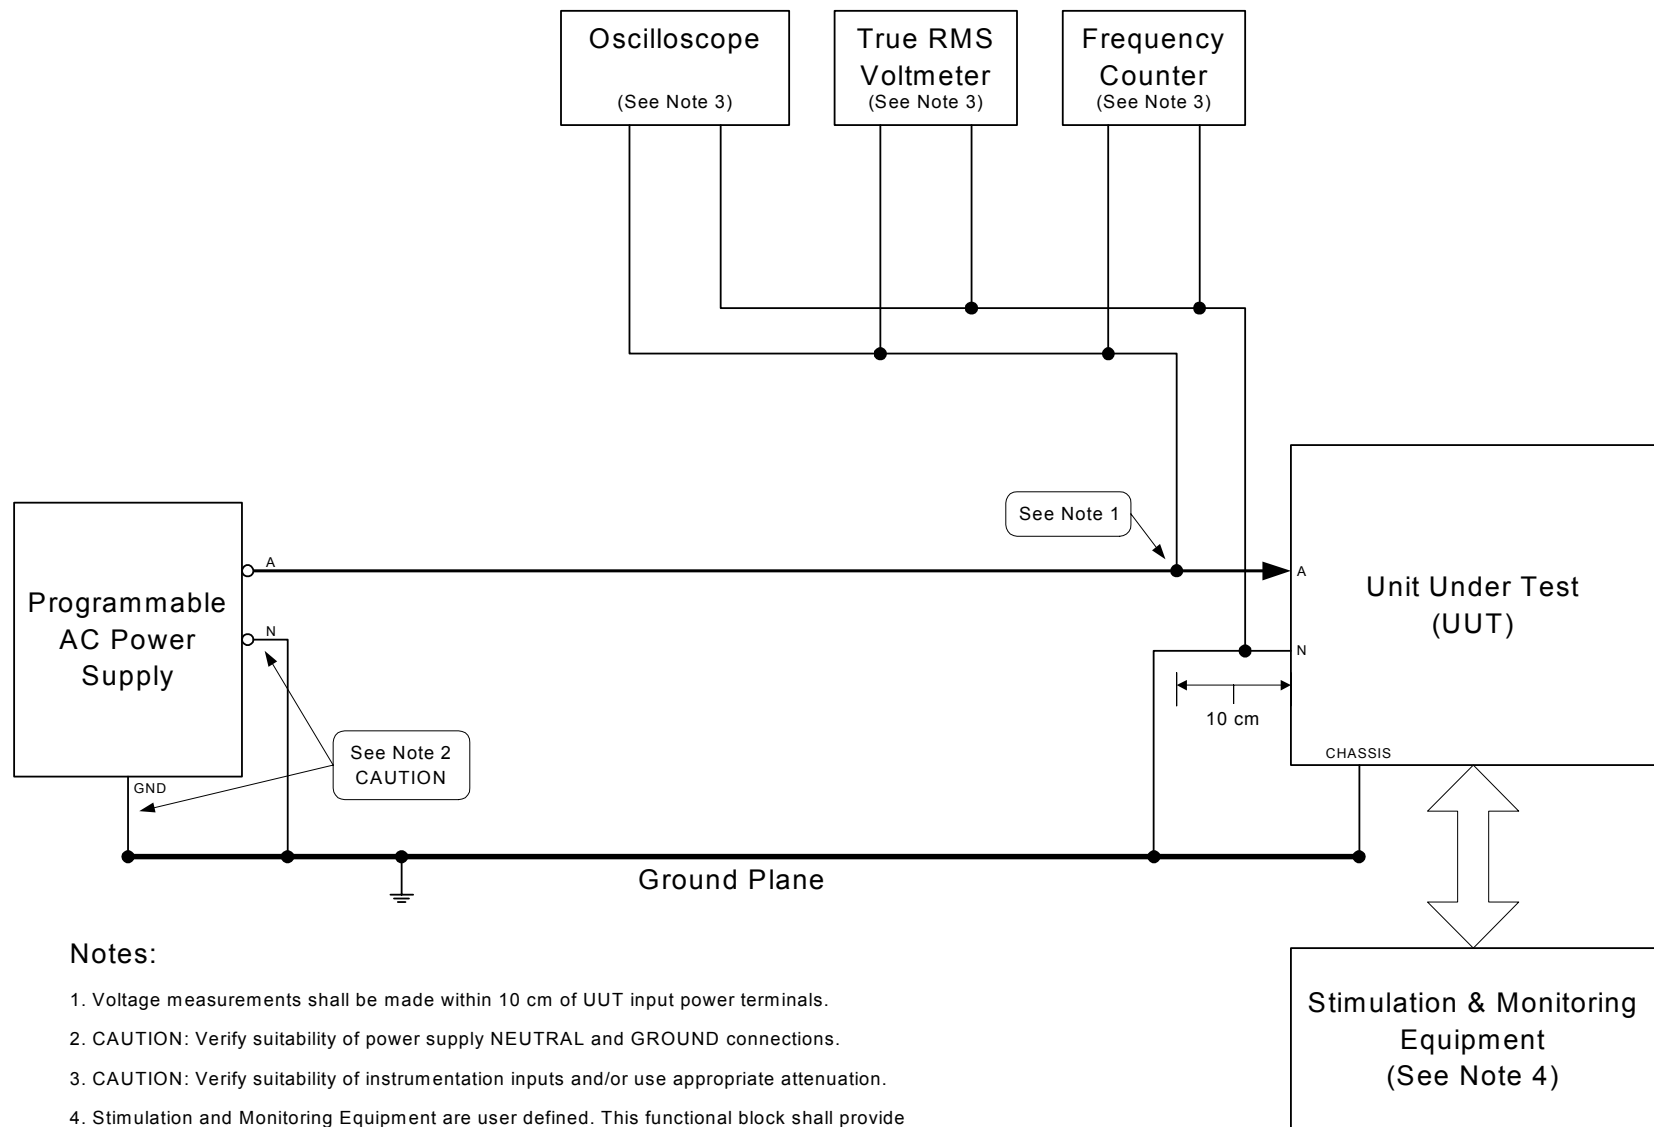 Oscilloscope
(See Note 3)
True RMS
Voltmeter
(See Note 3)
Frequency
Counter
(See Note 3)
See Note 1
Programmable
AC Power
Supply
A
N
GND
See Note 2
CAUTION
A
N
Unit Under Test
(UUT)
10 cm
CHASSIS
Ground Plane
Stimulation & Monitoring
Equipment
(See Note 4)
Notes:
1. Voltage measurements shall be made within 10 cm of UUT input power terminals.
2. CAUTION: Verify suitability of power supply NEUTRAL and GROUND connections.
3. CAUTION: Verify suitability of instrumentation inputs and/or use appropriate attenuation.
4. Stimulation and Monitoring Equipment are user defined. This functional block shall provide